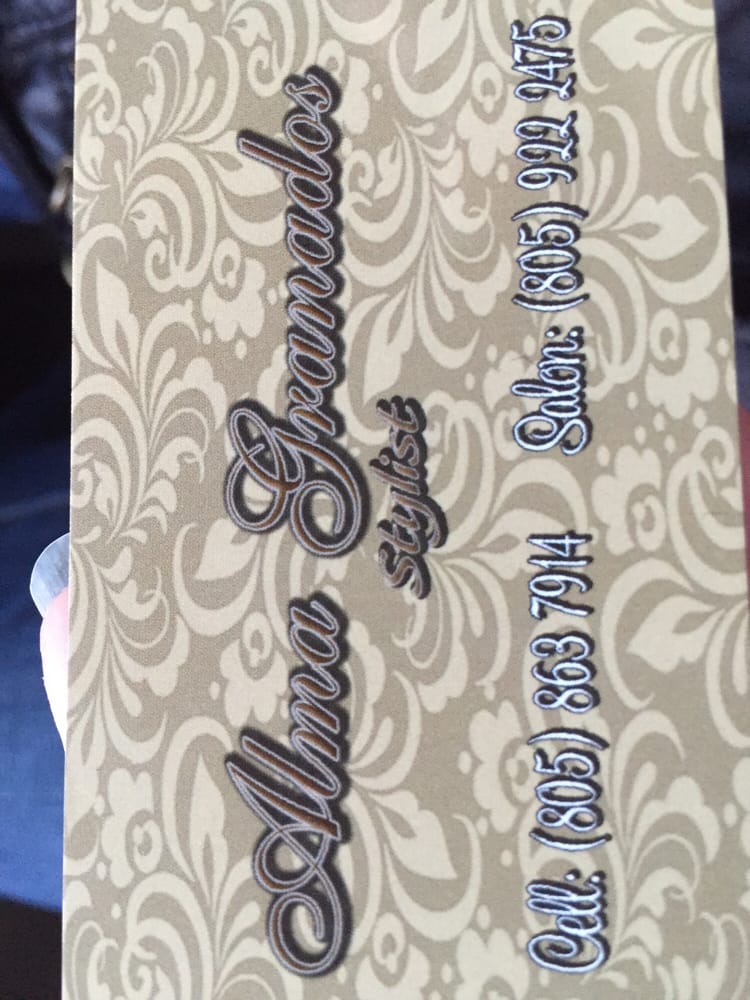 Alma Granados
Stylist
Cell: (805) 863 7914 Salon: (805) 922 2475